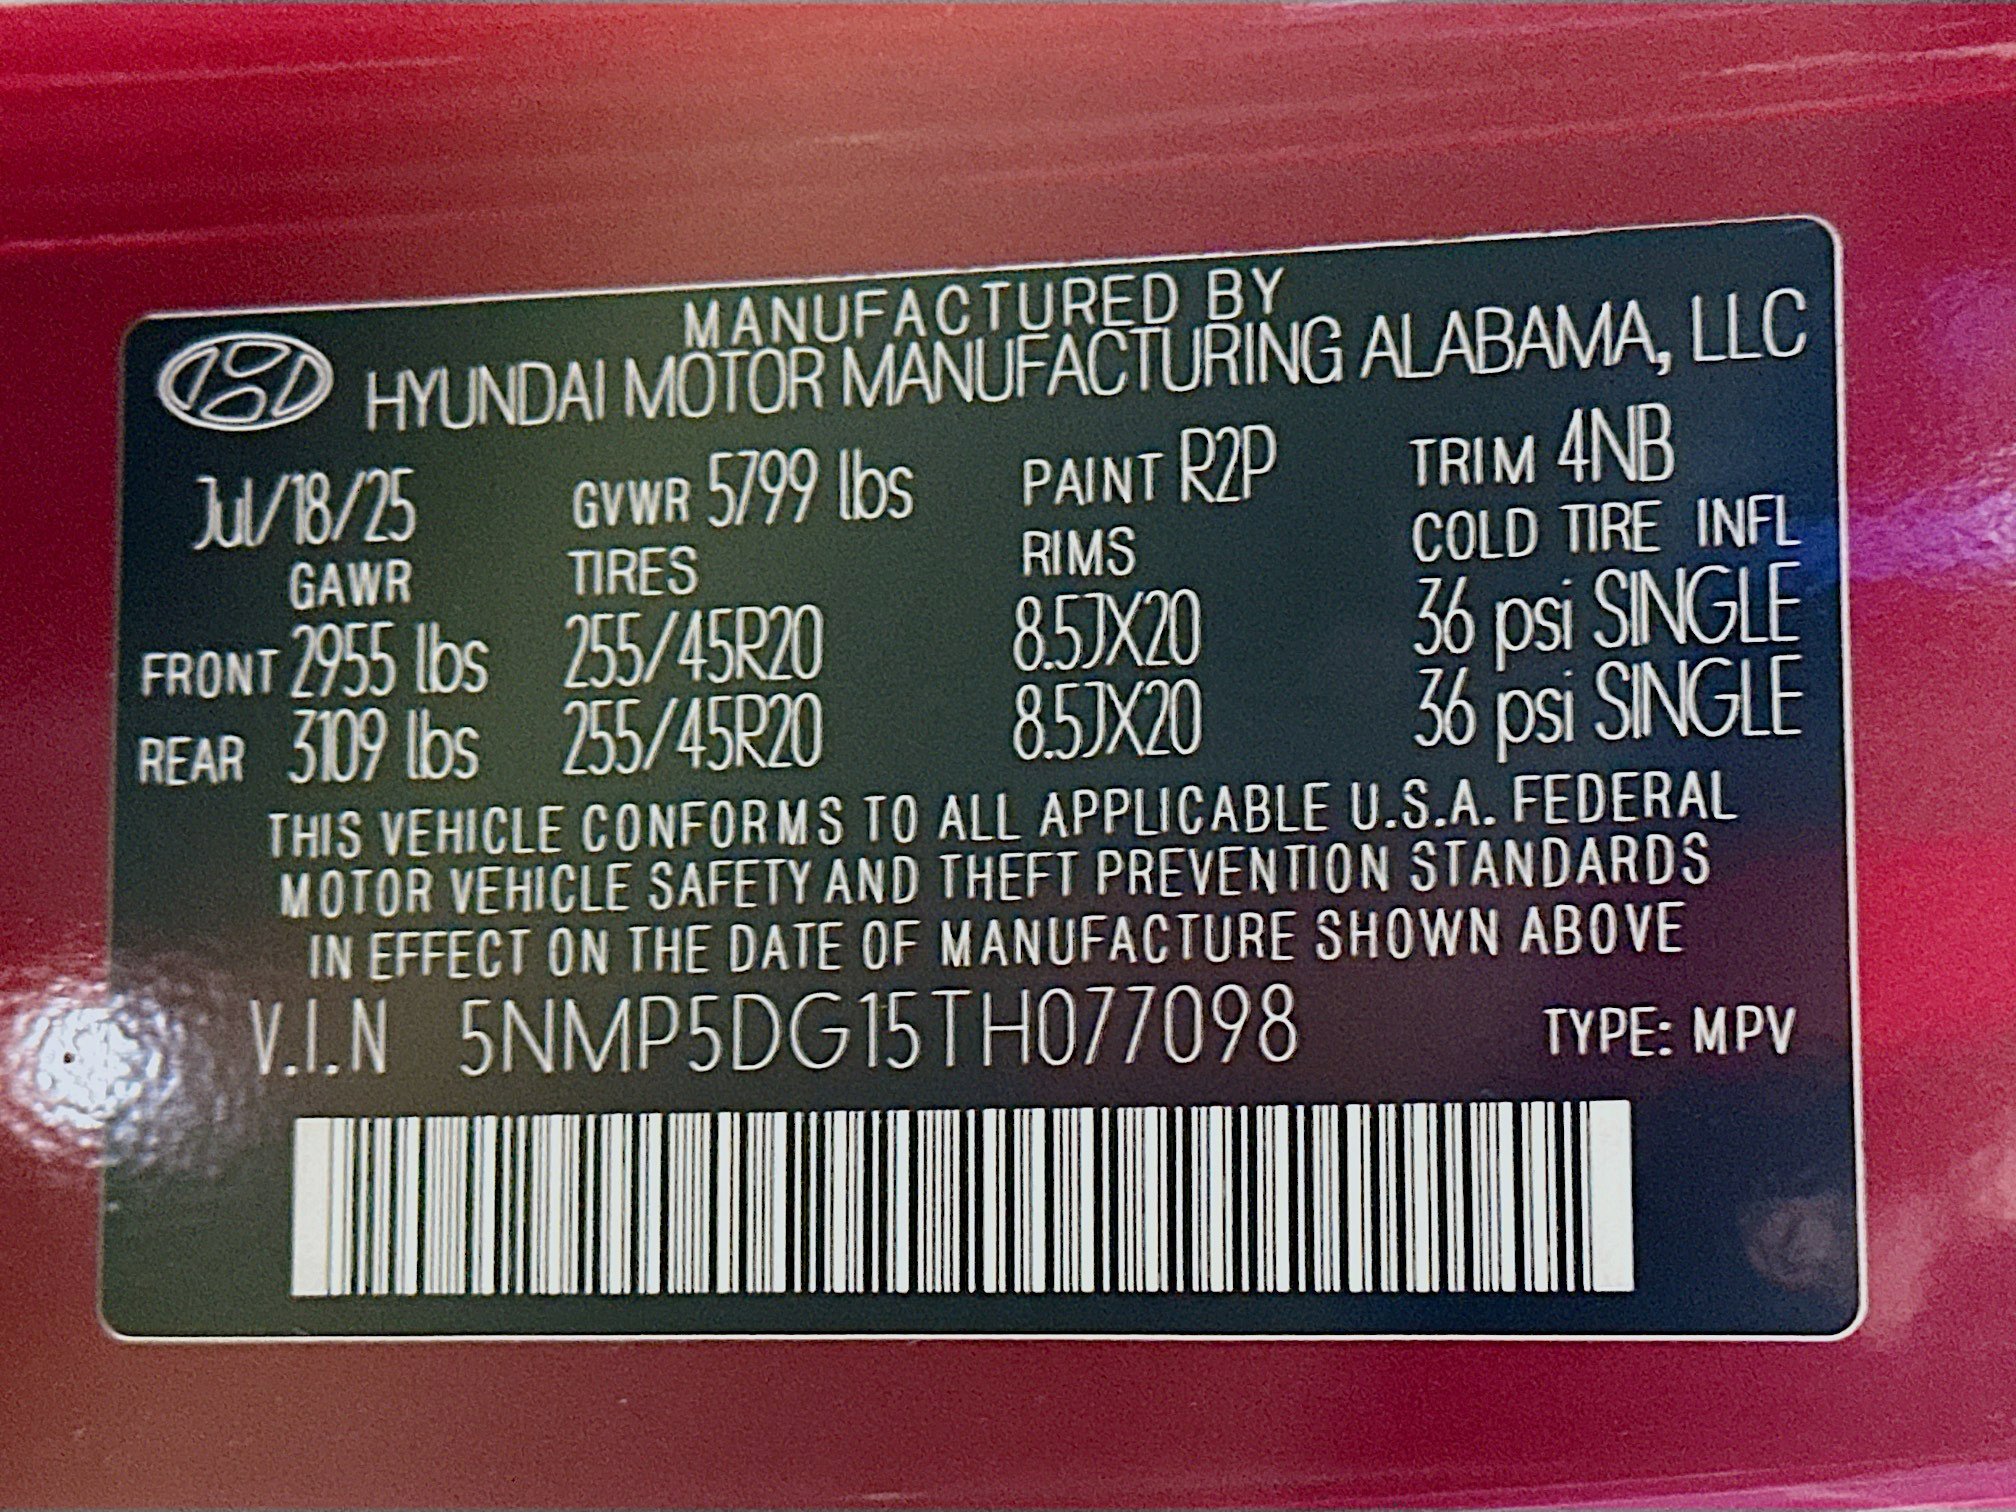 MANUFACTURED BY
HYUNDAI MOTOR MANUFACTURING ALABAMA, LLC
Jul/18/25 GVWR 5799 lbs PAINT R2P TRIM 4NB
GAWR TIRES RIMS COLD TIRE INFL
FRONT 2955 lbs 255/45R20 8.5JX20 36 psi SINGLE
REAR 3109 lbs 255/45R20 8.5JX20 36 psi SINGLE
THIS VEHICLE CONFORMS TO ALL APPLICABLE U.S.A. FEDERAL
MOTOR VEHICLE SAFETY AND THEFT PREVENTION STANDARDS
IN EFFECT ON THE DATE OF MANUFACTURE SHOWN ABOVE
V.I.N 5NMP5DG15TH077098 TYPE: MPV